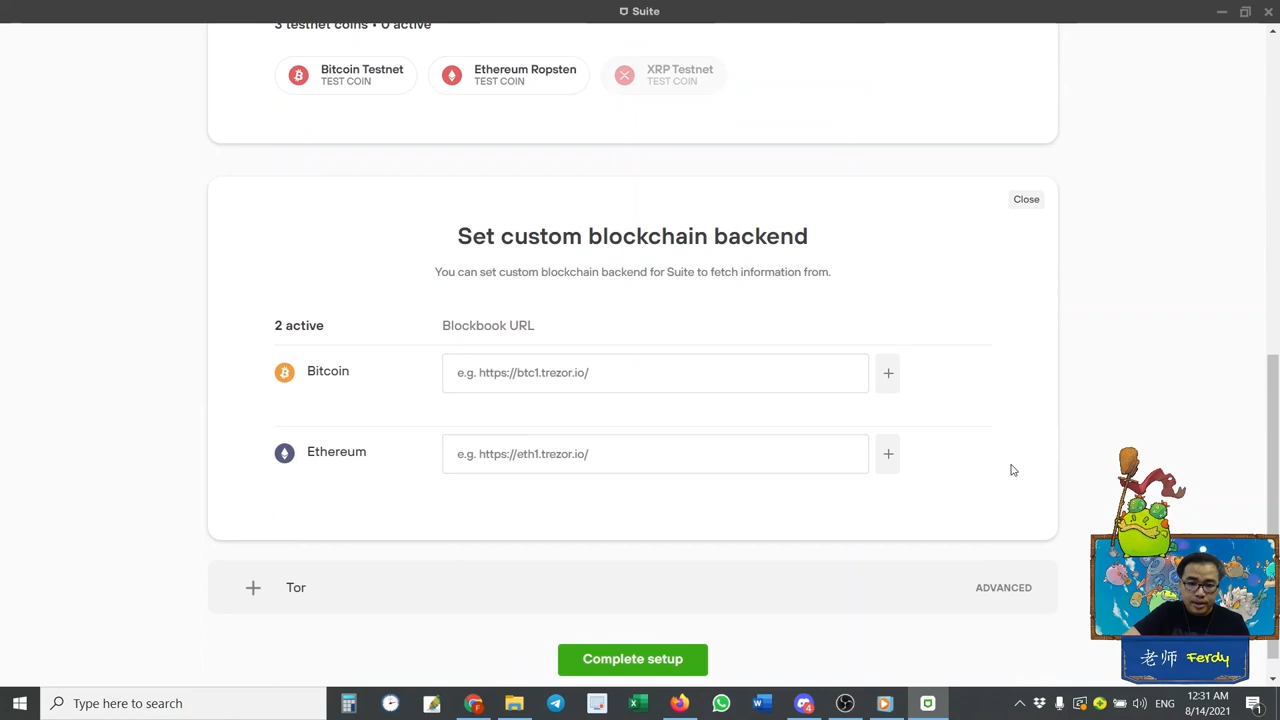 Suite
3 testnet coins • 0 active
Bitcoin Testnet
TEST COIN
Ethereum Ropsten
TEST COIN
XRP Testnet
TEST COIN
Close
Set custom blockchain backend
You can set custom blockchain backend for Suite to fetch information from.
2 active
Blockbook URL
Bitcoin
e.g. https://btc1.trezor.io/
+
Ethereum
e.g. https://eth1.trezor.io/
+
+ Tor
ADVANCED
Complete setup
老师 Ferdy
Type here to search
ENG
12:31 AM
8/14/2021
1